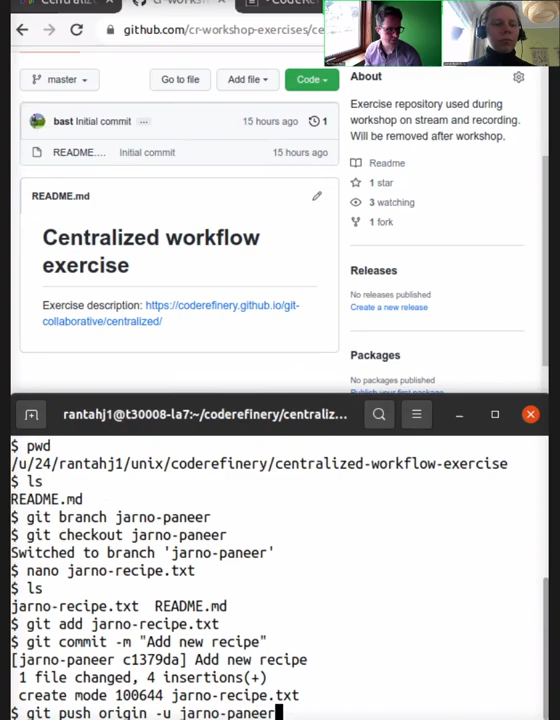 github.com/cr-workshop-exercises/ce
master
Go to file
Add file
Code
About
bast Initial commit ...
15 hours ago
1
README....
Initial commit
15 hours ago
Exercise repository used during
workshop on stream and recording.
Will be removed after workshop.
Readme
1 star
3 watching
1 fork
README.md
Centralized workflow
exercise
Exercise description: https://coderefinery.github.io/git-
collaborative/centralized/
Releases
No releases published
Create a new release
Packages
No packages published
Publish your first package
rantahj1@t30008-la7:~/coderefinery/centraliz...
$ pwd
/u/24/rantahj1/unix/coderefinery/centralized-workflow-exercise
$ ls
README.md
$ git branch jarno-paneer
$ git checkout jarno-paneer
Switched to branch 'jarno-paneer'
$ nano jarno-recipe.txt
$ ls
jarno-recipe.txt  README.md
$ git add jarno-recipe.txt
$ git commit -m "Add new recipe"
[jarno-paneer c1379da] Add new recipe
 1 file changed, 4 insertions(+)
 create mode 100644 jarno-recipe.txt
$ git push origin -u jarno-paneer